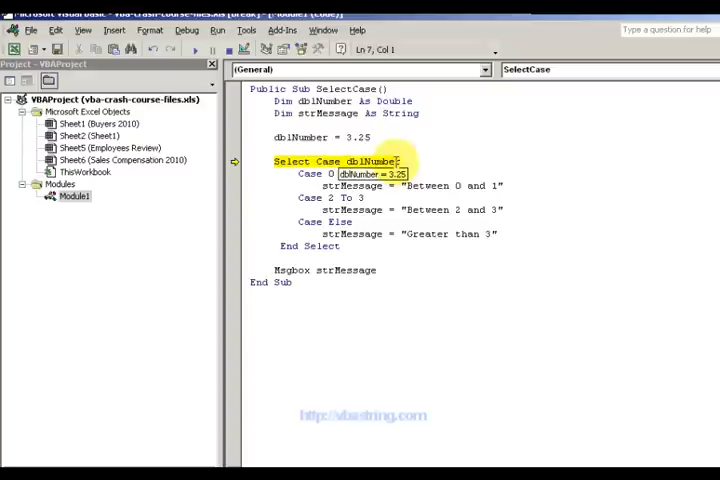 Microsoft Visual Basic - vba-crash-course-files.xls [break] - [Module1 (Code)]
File Edit View Insert Format Debug Run Tools Add-Ins Window Help
Type a question for help
Ln 7, Col 1
Project - VBAProject
(General)
SelectCase
VBAProject (vba-crash-course-files.xls)
Microsoft Excel Objects
Sheet1 (Buyers 2010)
Sheet2 (Sheet1)
Sheet5 (Employees Review)
Sheet6 (Sales Compensation 2010)
ThisWorkbook
Modules
Module1
Public Sub SelectCase()
Dim dblNumber As Double
Dim strMessage As String
dblNumber = 3.25
Select Case dblNumber
Case 0
dblNumber = 3.25
strMessage = "Between 0 and 1"
Case 2 To 3
strMessage = "Between 2 and 3"
Case Else
strMessage = "Greater than 3"
End Select
Msgbox strMessage
End Sub
http://vbastring.com